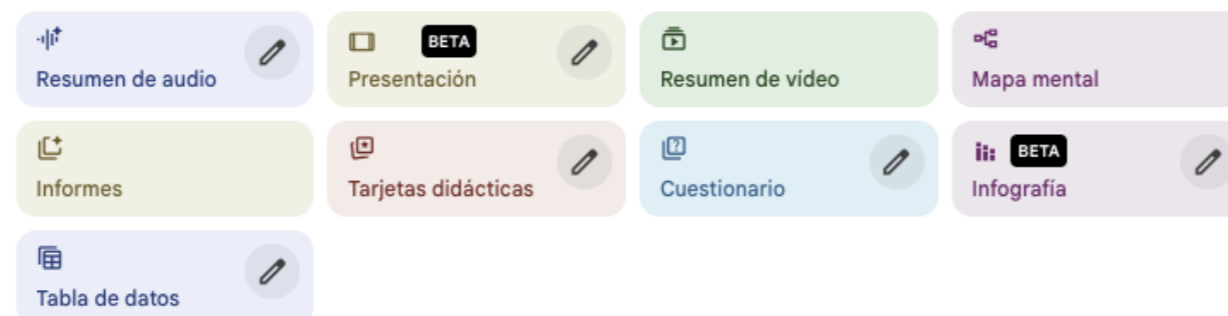 Resumen de audio
BETA
Presentación
Resumen de vídeo
Mapa mental
Informes
Tarjetas didácticas
Cuestionario
BETA
Infografía
Tabla de datos